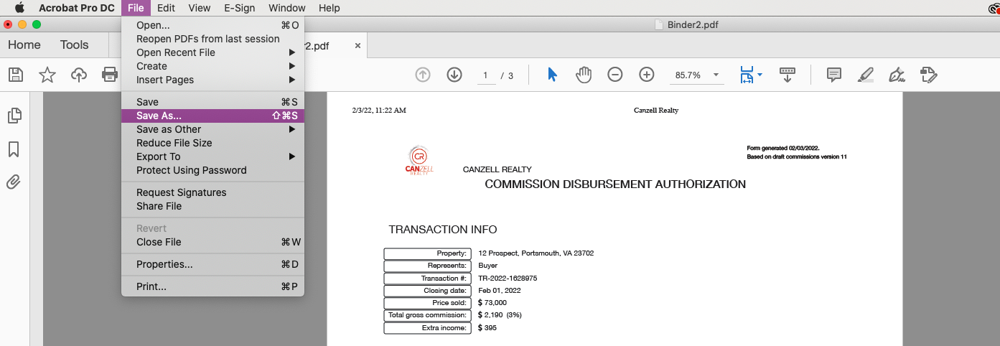 Acrobat Pro DC File Edit View E-Sign Window Help
Binder2.pdf
Home Tools
r2.pdf ×
Open... ⌘O
Reopen PDFs from last session
Open Recent File
Create
Insert Pages
Save ⌘S
Save As... ⇧⌘S
Save as Other
Reduce File Size
Export To
Protect Using Password
Request Signatures
Share File
Revert
Close File ⌘W
Properties... ⌘D
Print... ⌘P
1 / 3
85.7%
2/3/22, 11:22 AM
Canzell Realty
Form generated 02/03/2022.
Based on draft commissions version 11
CR
CANZELL
REALTY
CANZELL REALTY
COMMISSION DISBURSEMENT AUTHORIZATION
TRANSACTION INFO
Property: 12 Prospect, Portsmouth, VA 23702
Represents: Buyer
Transaction #: TR-2022-1628975
Closing date: Feb 01, 2022
Price sold: $ 73,000
Total gross commission: $ 2,190 (3%)
Extra income: $ 395